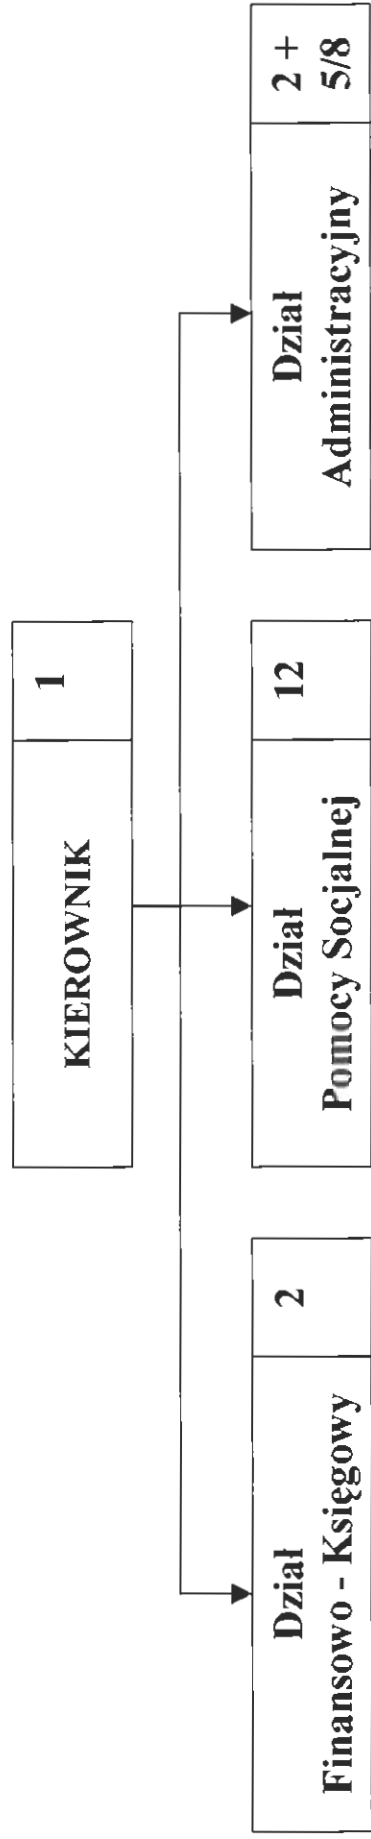 KIEROWNIK
1
Dział
Finansowo - Księgowy
2
Dział
Pomocy Socjalnej
12
Dział
Administracyjny
2 +
5/8